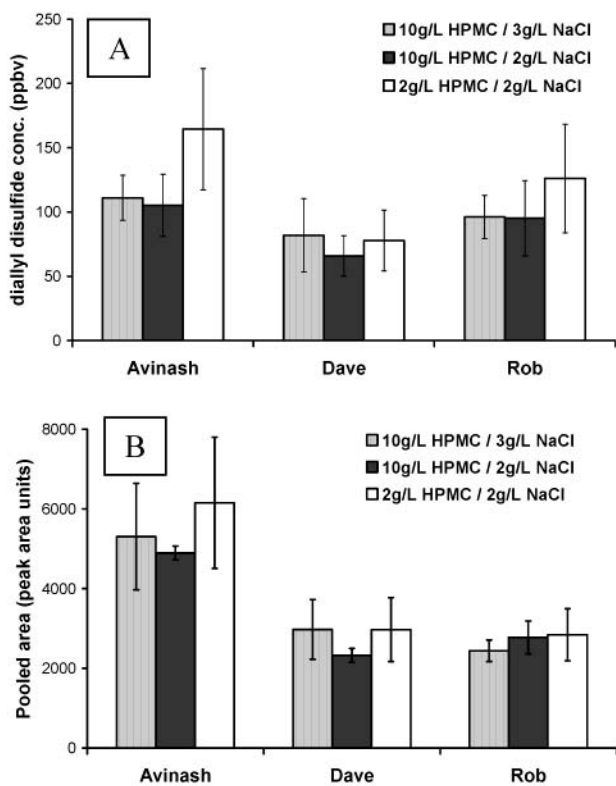 A
250
200
150
100
50
0
diallyl disulfide conc. (ppbv)
10g/L HPMC / 3g/L NaCl
10g/L HPMC / 2g/L NaCl
2g/L HPMC / 2g/L NaCl
Avinash Dave Rob
B
8000
6000
4000
2000
0
Pooled area (peak area units)
10g/L HPMC / 3g/L NaCl
10g/L HPMC / 2g/L NaCl
2g/L HPMC / 2g/L NaCl
Avinash Dave Rob